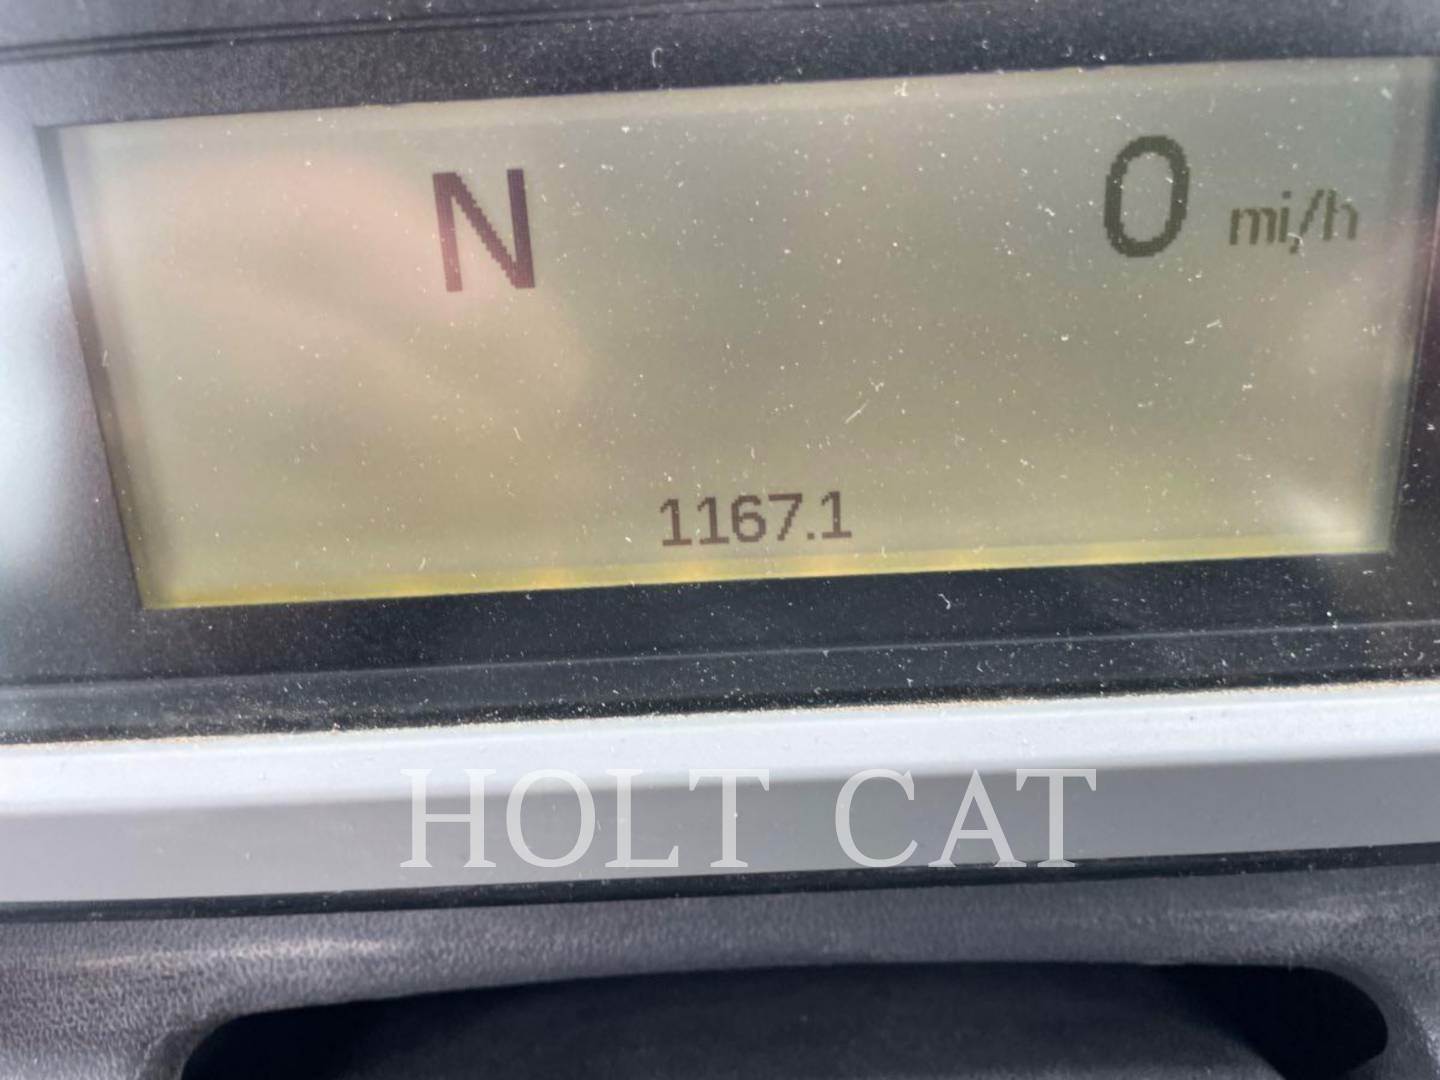 N 0 mi/h
1167.1
HOLT CAT